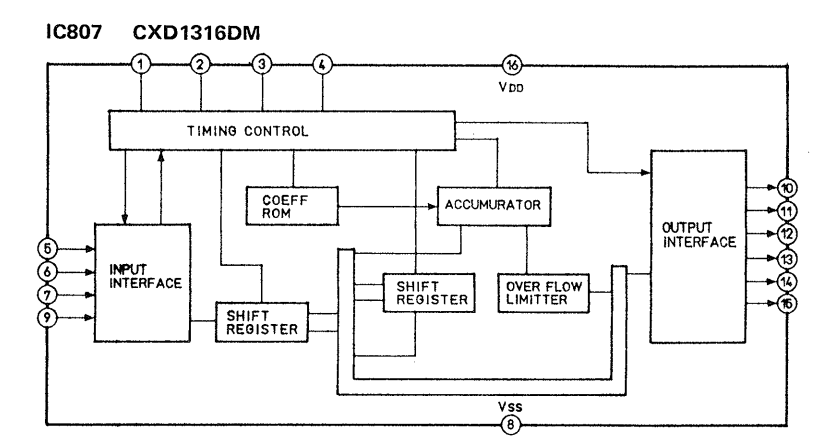 IC807 CXD1316DM
1 2 3 4 16
VDD
TIMING CONTROL
COEFF
ROM
ACCUMURATOR
OUTPUT
INTERFACE
10
11
12
13
14
15
5
6
7
9
INPUT
INTERFACE
SHIFT
REGISTER
SHIFT
REGISTER
OVER FLOW
LIMITTER
VSS
8